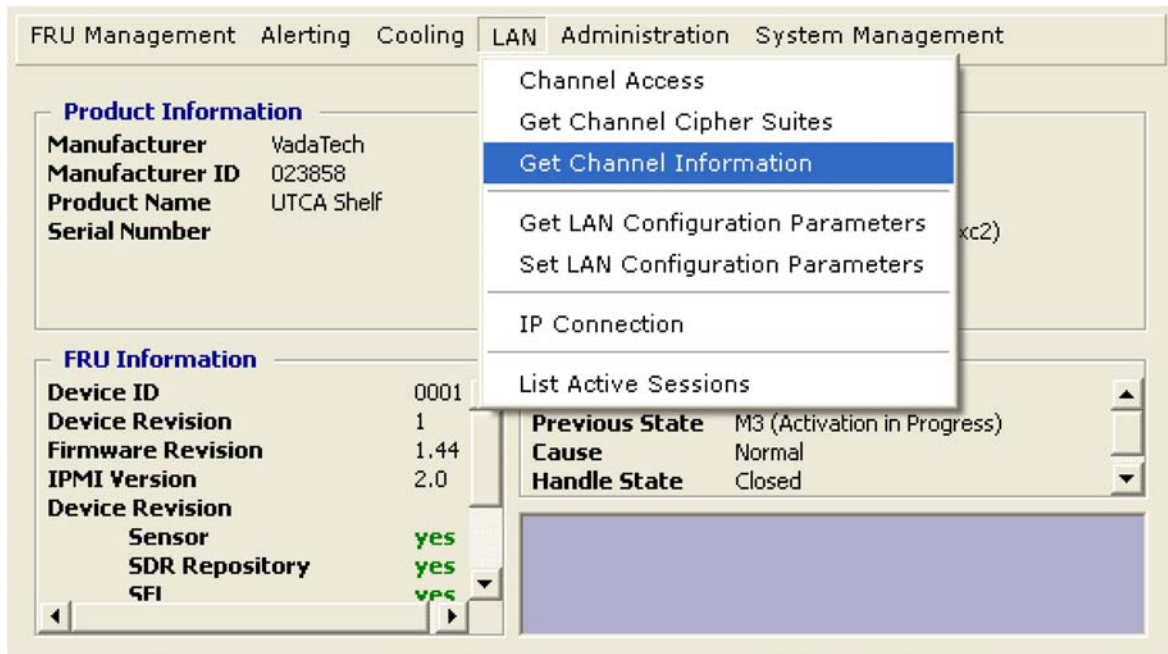 FRU Management Alerting Cooling LAN Administration System Management
Channel Access
Get Channel Cipher Suites
Get Channel Information
Get LAN Configuration Parameters
Set LAN Configuration Parameters
IP Connection
List Active Sessions
Product Information
Manufacturer VadaTech
Manufacturer ID 023858
Product Name UTCA Shelf
Serial Number
xc2)
FRU Information
Device ID 0001
Device Revision 1
Firmware Revision 1.44
IPMI Version 2.0
Device Revision
Sensor yes
SDR Repository yes
SEL yes
Previous State M3 (Activation in Progress)
Cause Normal
Handle State Closed